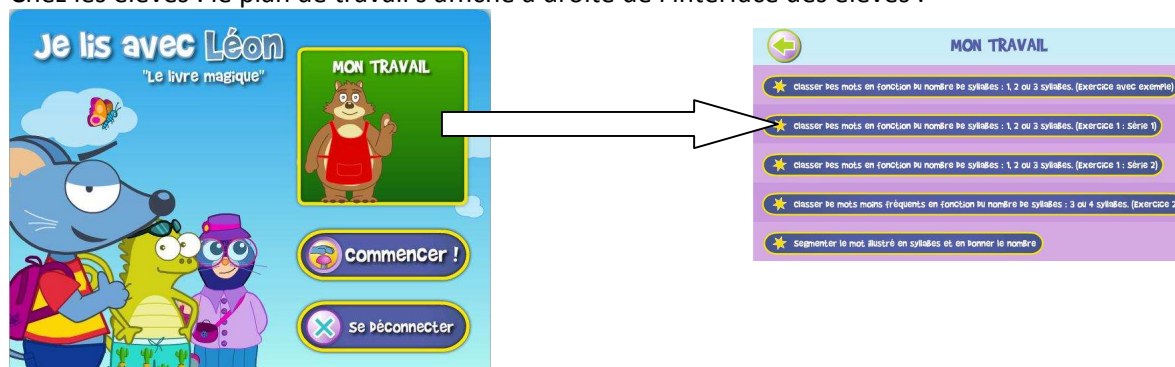 Chez les élèves : le plan de travail s'affiche à droite de l'interface des élèves :
Je lis avec Léon
"Le livre magique"
MON TRAVAIL
Commencer !
Se déconnecter
MON TRAVAIL
Classer des mots en fonction du nombre de syllabes : 1, 2 ou 3 syllabes. (Exercice avec exemple)
Classer des mots en fonction du nombre de syllabes : 1, 2 ou 3 syllabes. (Exercice 1 : Série 1)
Classer des mots en fonction du nombre de syllabes : 1, 2 ou 3 syllabes. (Exercice 1 : Série 2)
Classer de mots moins fréquents en fonction du nombre de syllabes : 3 ou 4 syllabes. (Exercice 2
Segmenter le mot illustré en syllabes et en donner le nombre